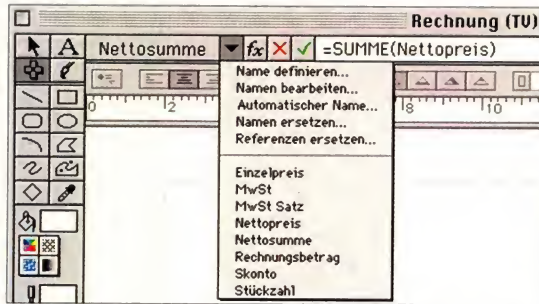 Rechnung (TV)
A
Nettosumme fx =SUMME(Nettopreis)
Name definieren...
Namen bearbeiten...
Automatischer Name...
Namen ersetzen...
Referenzen ersetzen...
0 2 8 10
Einzelpreis
MwSt
MwSt Satz
Nettopreis
Nettosumme
Rechnungsbetrag
Skonto
Stückzahl